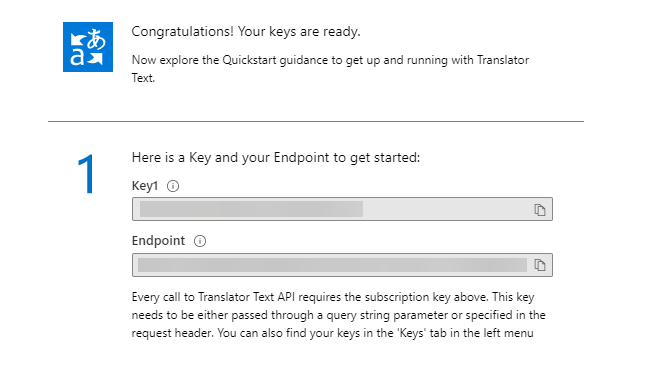 Congratulations! Your keys are ready.
Now explore the Quickstart guidance to get up and running with Translator
Text.
あ
a
1
Here is a Key and your Endpoint to get started:
Key1
Endpoint
Every call to Translator Text API requires the subscription key above. This key
needs to be either passed through a query string parameter or specified in the
request header. You can also find your keys in the 'Keys' tab in the left menu